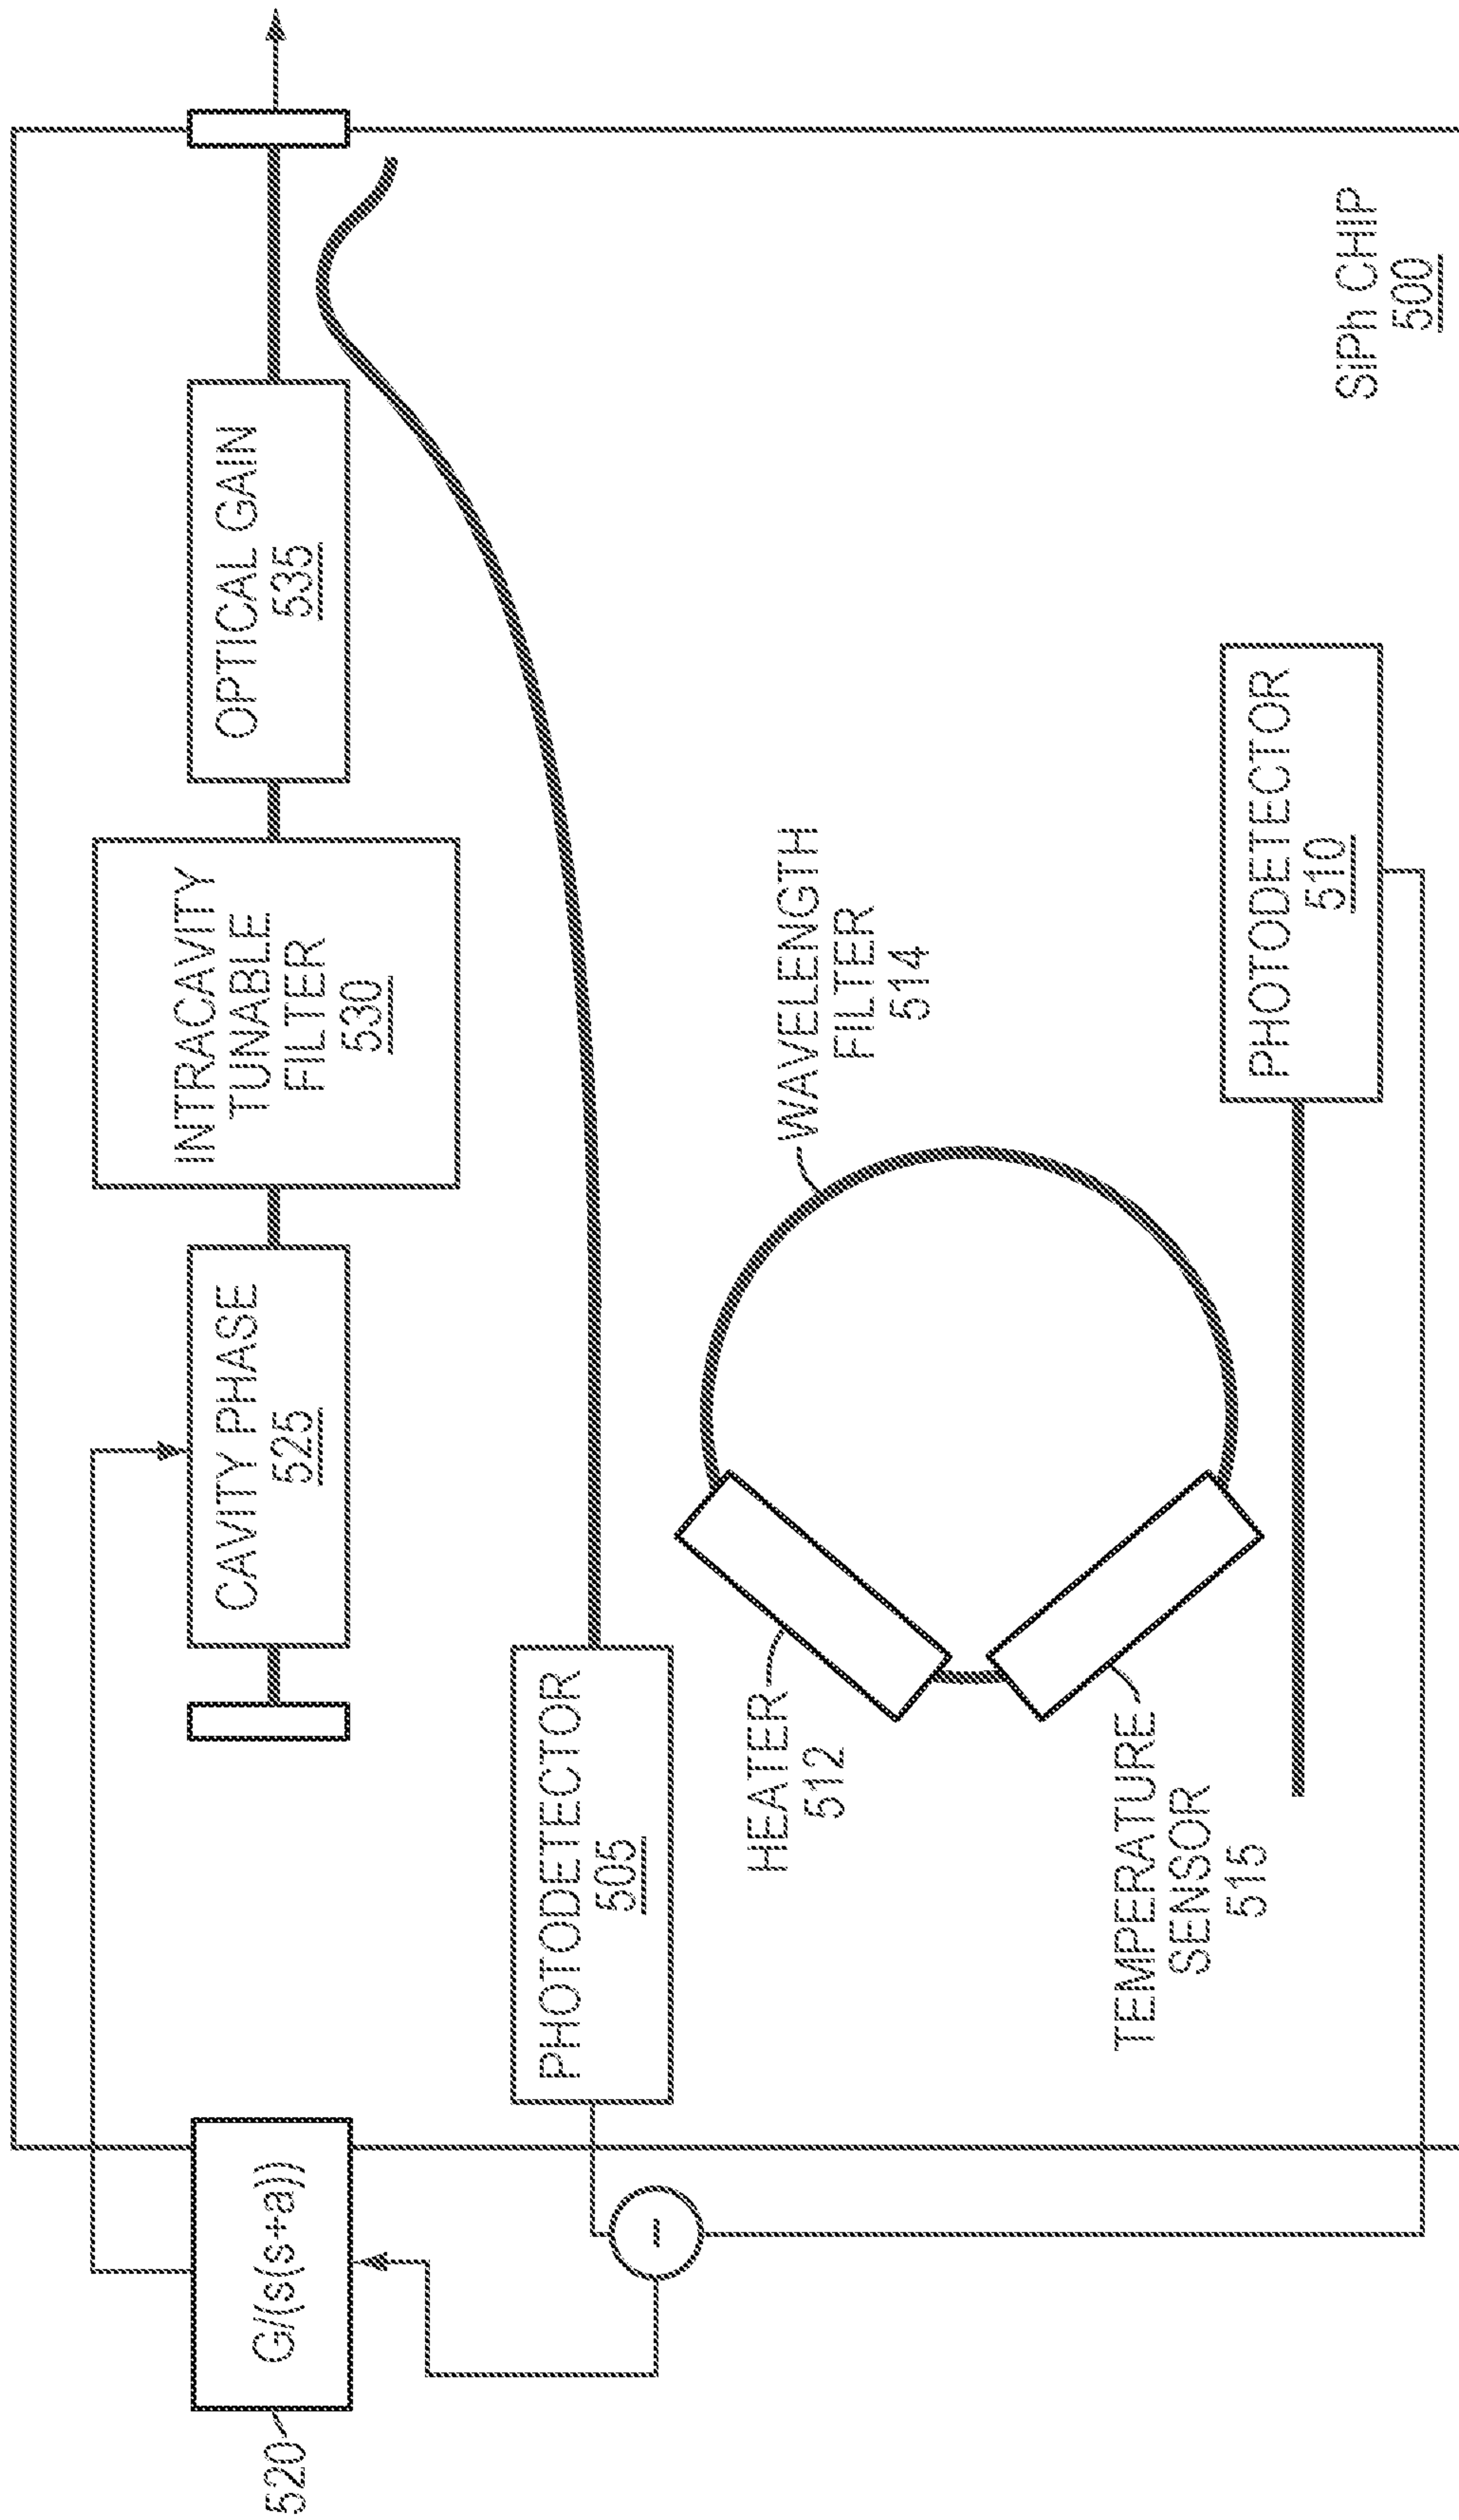 520
G/(s(s+a))
CAVITY PHASE
525
INTRACAVITY
TUNABLE
FILTER
530
OPTICAL GAIN
535
PHOTODETECTOR
505
HEATER
512
WAVELENGTH
FILTER
514
TEMPERATURE
SENSOR
515
PHOTODETECTOR
510
SiPh CHIP
500
-